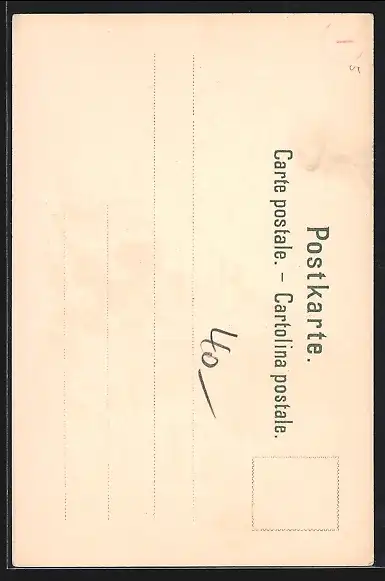 Postkarte.
Carte postale. – Cartolina postale.
40